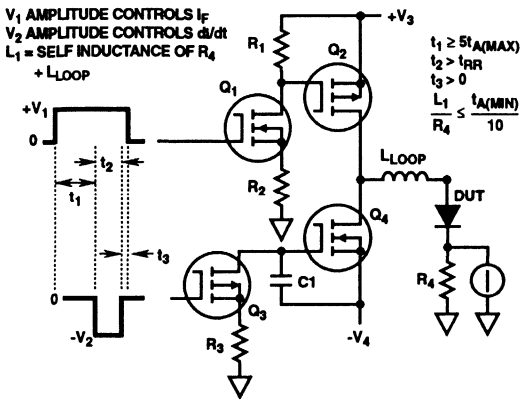 V1 AMPLITUDE CONTROLS IF
V2 AMPLITUDE CONTROLS di/dt
L1 = SELF INDUCTANCE OF R4
+ LLOOP
+V3
R1
Q2
t1 ≥ 5tA(MAX)
t2 > tRR
t3 > 0
L1/R4 ≤ tA(MIN)/10
Q1
+V1
0
t2
t1
t3
R2
LLOOP
DUT
Q4
R4
C1
Q3
0
-V2
R3
-V4